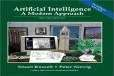 Artificial Intelligence
A Modern Approach
Stuart Russell • Peter Norvig